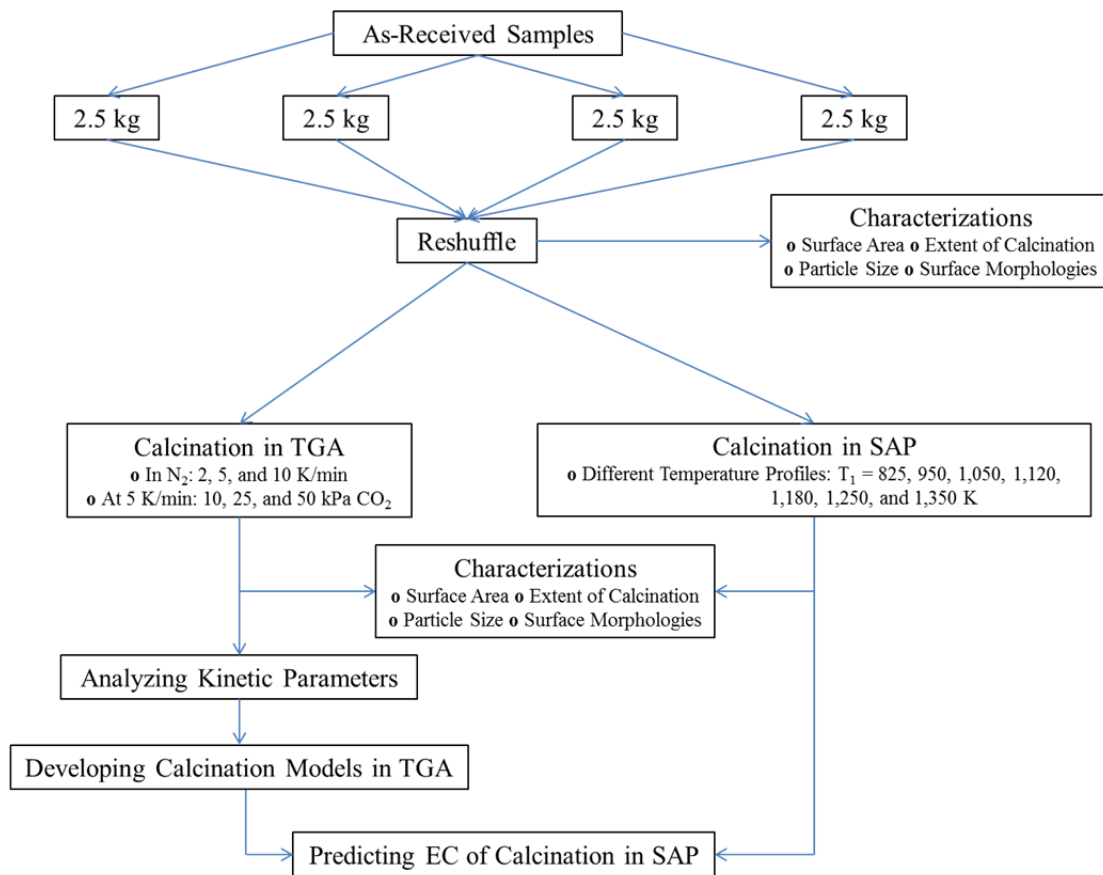 As-Received Samples
2.5 kg
2.5 kg
2.5 kg
2.5 kg
Reshuffle
Characterizations
o Surface Area o Extent of Calcination
o Particle Size o Surface Morphologies
Calcination in TGA
o In N₂: 2, 5, and 10 K/min
o At 5 K/min: 10, 25, and 50 kPa CO₂
Calcination in SAP
o Different Temperature Profiles: T₁ = 825, 950, 1,050, 1,120,
1,180, 1,250, and 1,350 K
Characterizations
o Surface Area o Extent of Calcination
o Particle Size o Surface Morphologies
Analyzing Kinetic Parameters
Developing Calcination Models in TGA
Predicting EC of Calcination in SAP